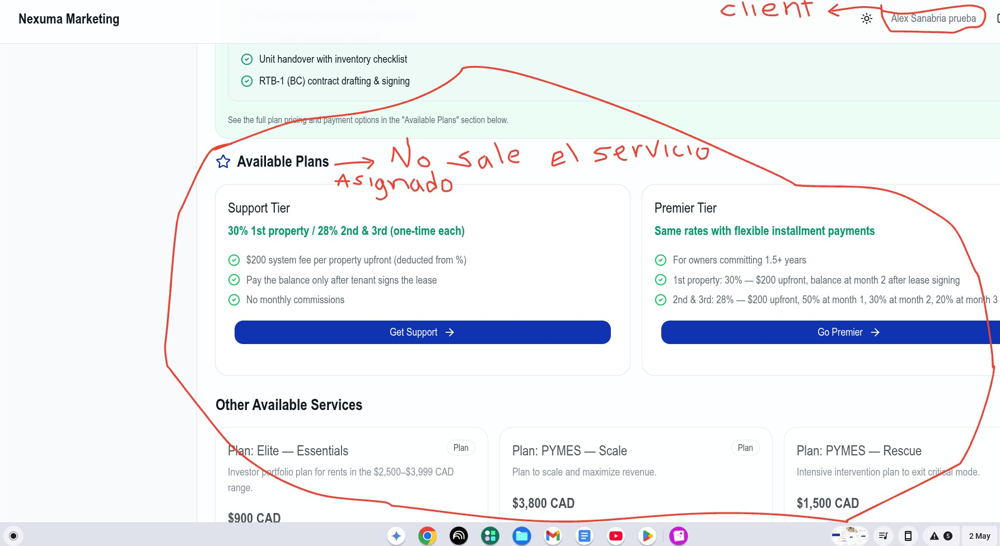 client
Nexuma Marketing
Alex Sanabria prueba
Unit handover with inventory checklist
RTB-1 (BC) contract drafting & signing
See the full plan pricing and payment options in the "Available Plans" section below.
Available Plans
No sale el servicio
Asignado
Support Tier
30% 1st property / 28% 2nd & 3rd (one-time each)
$200 system fee per property upfront (deducted from %)
Pay the balance only after tenant signs the lease
No monthly commissions
Get Support
Premier Tier
Same rates with flexible installment payments
For owners committing 1.5+ years
1st property: 30% — $200 upfront, balance at month 2 after lease signing
2nd & 3rd: 28% — $200 upfront, 50% at month 1, 30% at month 2, 20% at month 3
Go Premier
Other Available Services
Plan: Elite — Essentials
Plan
Investor portfolio plan for rents in the $2,500–$3,999 CAD
range.
$900 CAD
Plan: PYMES — Scale
Plan
Plan to scale and maximize revenue.
$3,800 CAD
Plan: PYMES — Rescue
Intensive intervention plan to exit critical mode.
$1,500 CAD
5
2 May